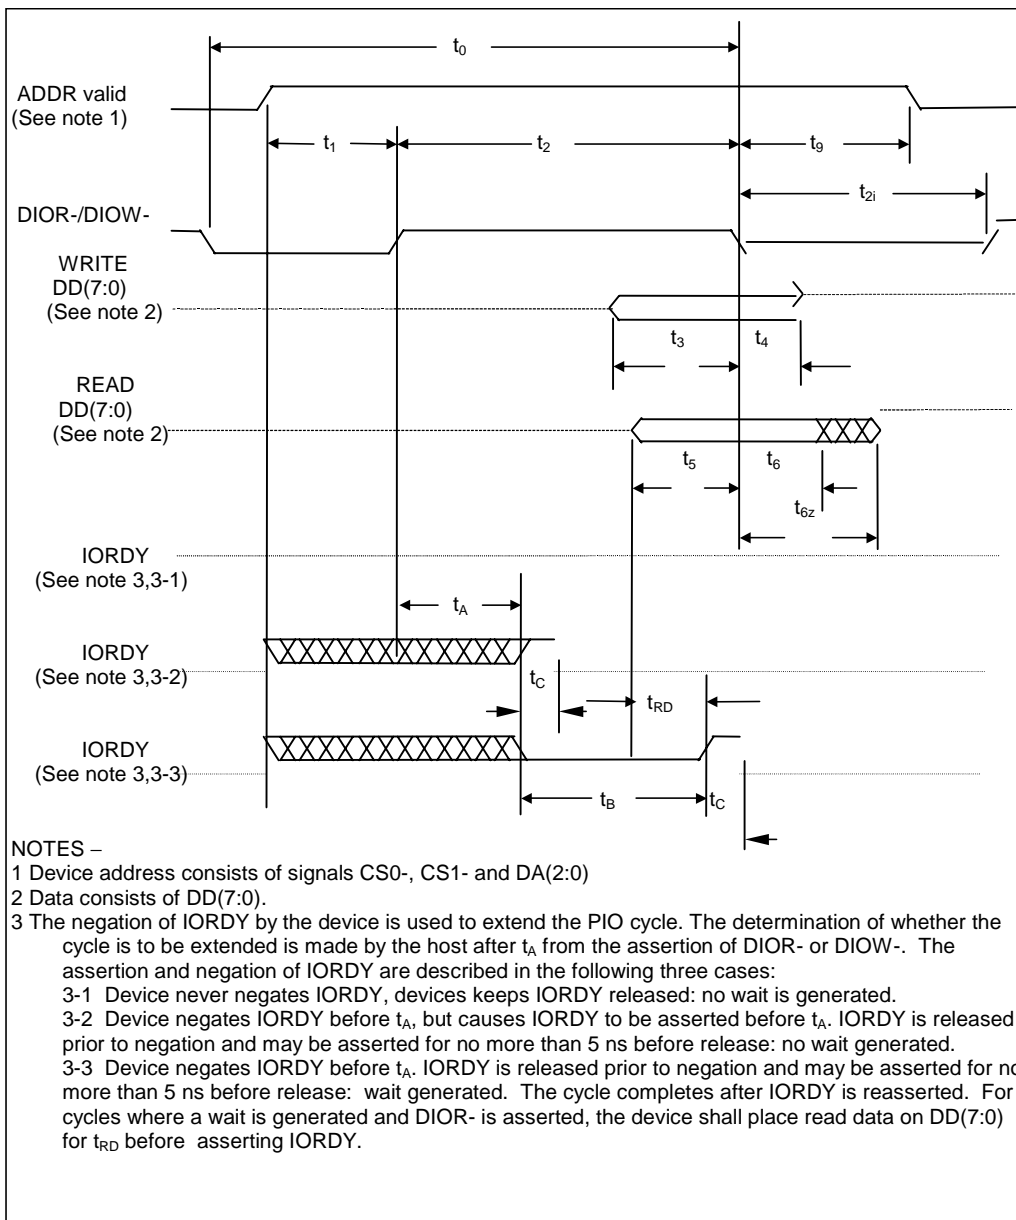 t0
ADDR valid
(See note 1)
t1
t2
t9
t2i
DIOR-/DIOW-
WRITE
DD(7:0)
(See note 2)
t3
t4
READ
DD(7:0)
(See note 2)
t5
t6
t6z
IORDY
(See note 3,3-1)
tA
IORDY
(See note 3,3-2)
tC
tRD
IORDY
(See note 3,3-3)
tB
tC
NOTES –
1 Device address consists of signals CS0-, CS1- and DA(2:0)
2 Data consists of DD(7:0).
3 The negation of IORDY by the device is used to extend the PIO cycle. The determination of whether the
cycle is to be extended is made by the host after tA from the assertion of DIOR- or DIOW-. The
assertion and negation of IORDY are described in the following three cases:
3-1 Device never negates IORDY, devices keeps IORDY released: no wait is generated.
3-2 Device negates IORDY before tA, but causes IORDY to be asserted before tA. IORDY is released
prior to negation and may be asserted for no more than 5 ns before release: no wait generated.
3-3 Device negates IORDY before tA. IORDY is released prior to negation and may be asserted for no
more than 5 ns before release: wait generated. The cycle completes after IORDY is reasserted. For
cycles where a wait is generated and DIOR- is asserted, the device shall place read data on DD(7:0)
for tRD before asserting IORDY.